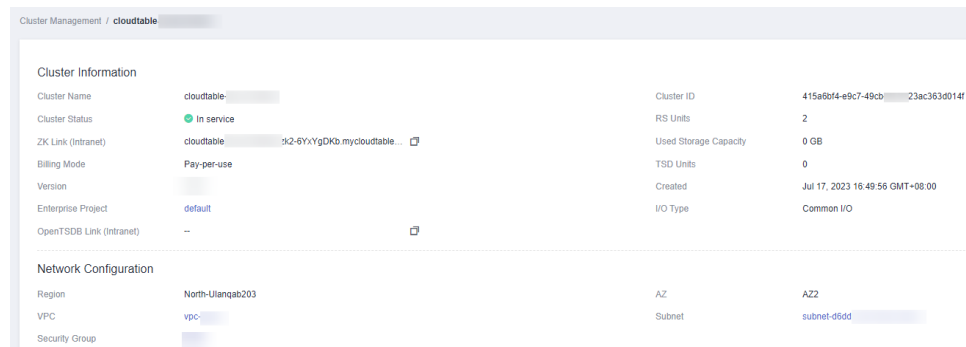 Cluster Management / cloudtable
Cluster Information
Cluster Name cloudtable- Cluster ID 415a6bf4-e9c7-49cb 23ac363d014f
Cluster Status In service RS Units 2
ZK Link (Intranet) cloudtable zk2-6YxYgDKb.mycloudtable... Used Storage Capacity 0 GB
Billing Mode Pay-per-use TSD Units 0
Version Created Jul 17, 2023 16:49:56 GMT+08:00
Enterprise Project default I/O Type Common I/O
OpenTSDB Link (Intranet) --
Network Configuration
Region North-Ulanqab203 AZ AZ2
VPC vpc- Subnet subnet-d6dd
Security Group